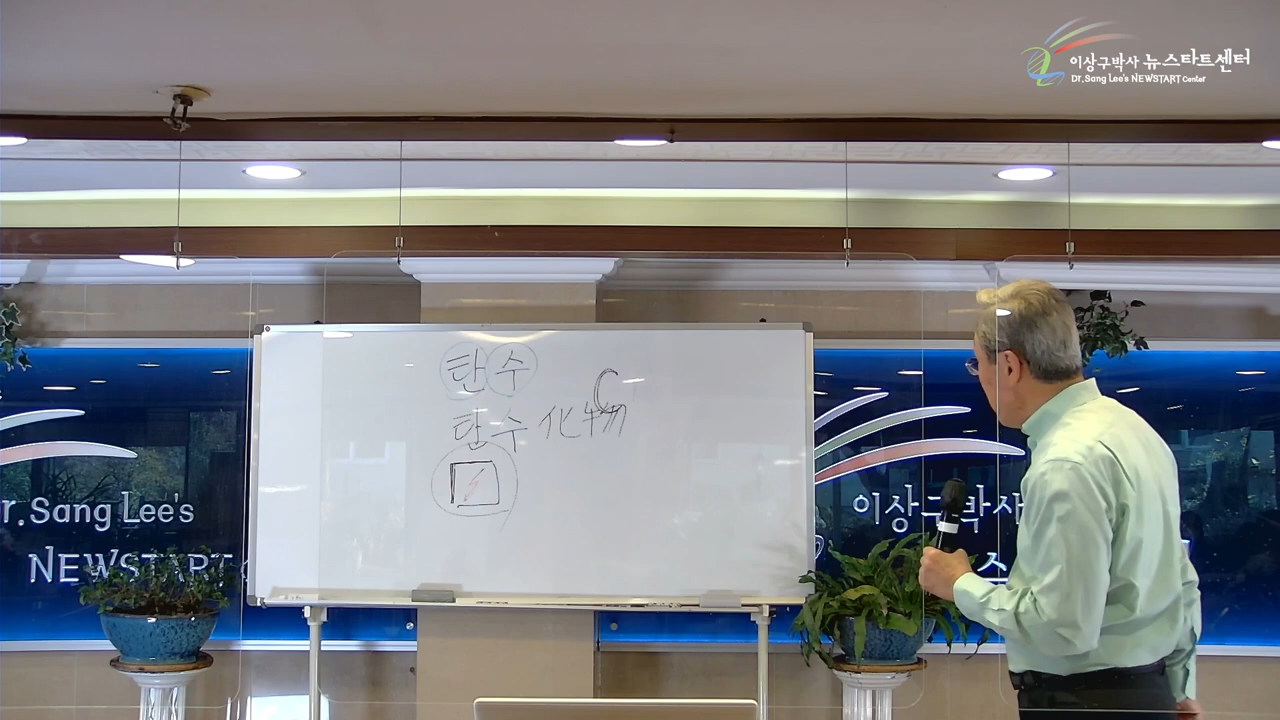 이상구박사 뉴스타트센터
Dr. Sang Lee's NEWSTART Center
탄수
탄수化物
r. Sang Lee's
NEWSTART
이상구박사